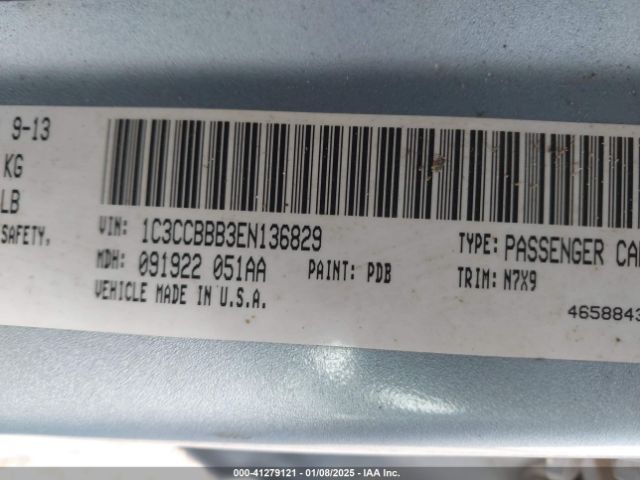 9-13
KG
LB
SAFETY,
VIN: 1C3CCBBB3EN136829
TYPE: PASSENGER CAR
MDH: 091922 051AA PAINT: PDB
TRIM: N7X9
VEHICLE MADE IN U.S.A.
4658843
000-41279121 - 01/08/2025 - IAA Inc.